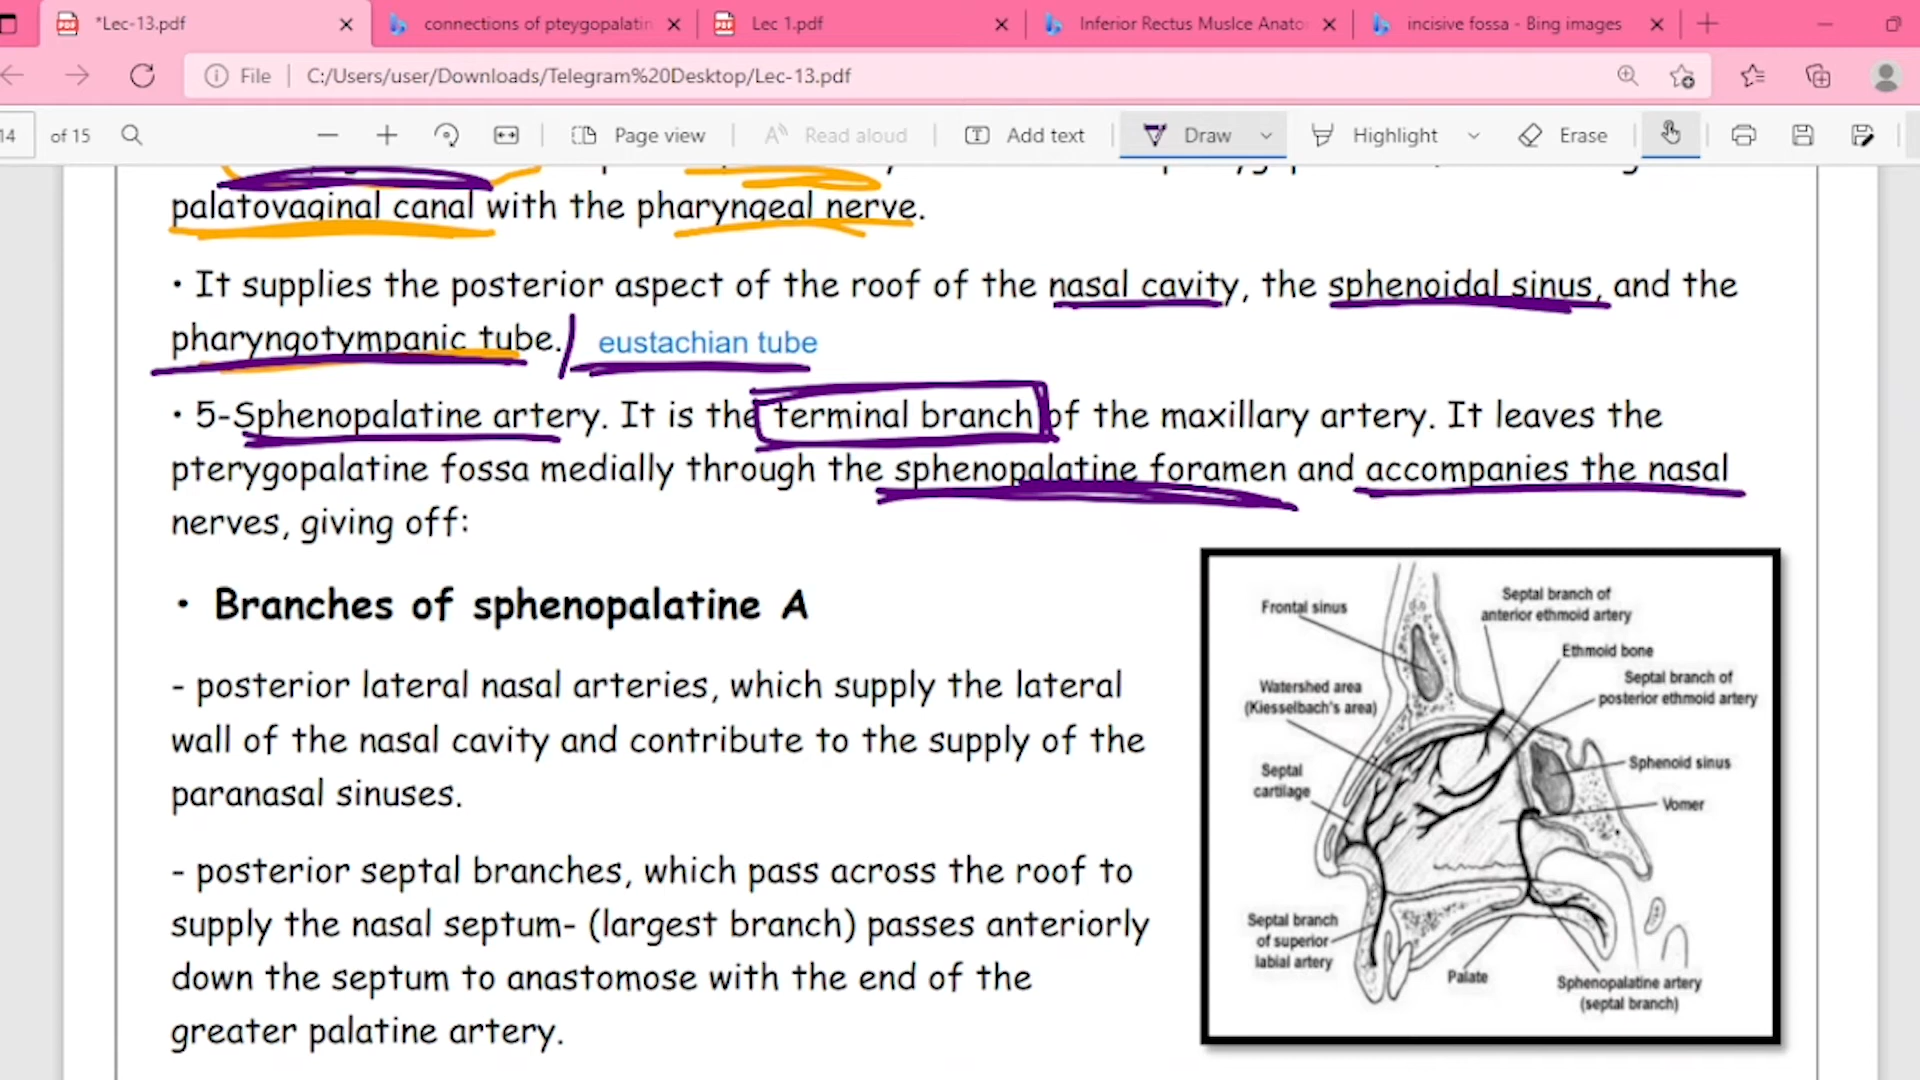 *Lec-13.pdf
connections of pteygopalatin
Lec 1.pdf
Inferior Rectus Muslce Anato
incisive fossa - Bing images
File
C:/Users/user/Downloads/Telegram%20Desktop/Lec-13.pdf
14 of 15
Page view
Read aloud
Add text
Draw
Highlight
Erase
palatovaginal canal with the pharyngeal nerve.
• It supplies the posterior aspect of the roof of the nasal cavity, the sphenoidal sinus, and the
pharyngotympanic tube. eustachian tube
• 5-Sphenopalatine artery. It is the terminal branch of the maxillary artery. It leaves the
pterygopalatine fossa medially through the sphenopalatine foramen and accompanies the nasal
nerves, giving off:
• Branches of sphenopalatine A
- posterior lateral nasal arteries, which supply the lateral
wall of the nasal cavity and contribute to the supply of the
paranasal sinuses.
- posterior septal branches, which pass across the roof to
supply the nasal septum- (largest branch) passes anteriorly
down the septum to anastomose with the end of the
greater palatine artery.
Frontal sinus
Septal branch of
anterior ethmoid artery
Ethmoid bone
Septal branch of
posterior ethmoid artery
Watershed area
(Kiesselbach's area)
Sphenoid sinus
Septal
cartilage
Vomer
Septal branch
of superior
labial artery
Palate
Sphenopalatine artery
(septal branch)